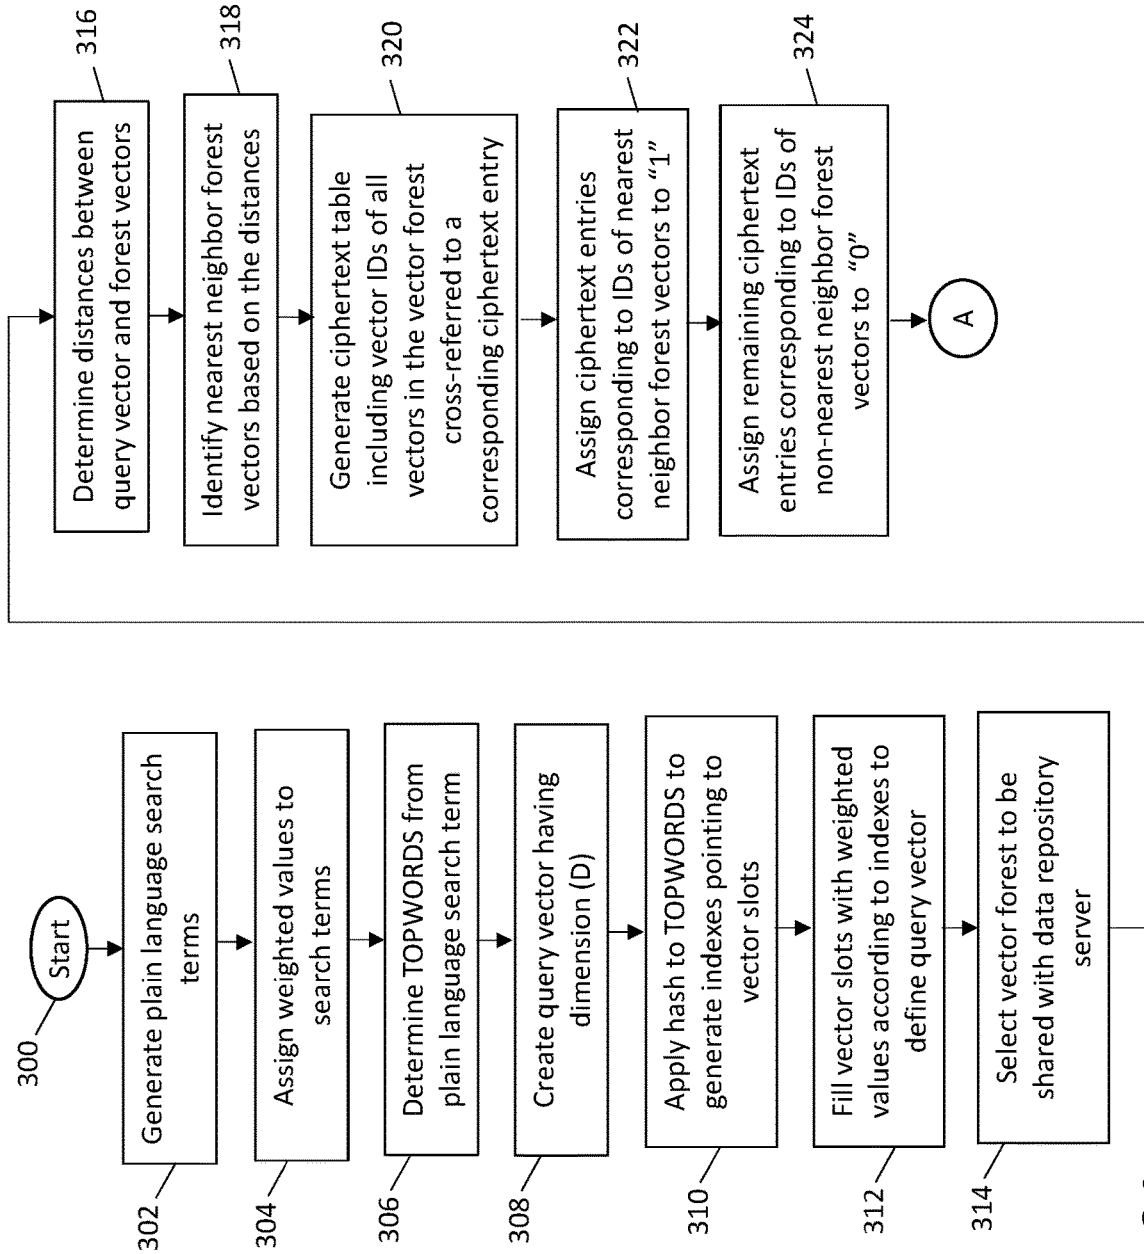 300
Start
302
Generate plain language search
terms
304
Assign weighted values to
search terms
306
Determine TOPWORDS from
plain language search term
308
Create query vector having
dimension (D)
310
Apply hash to TOPWORDS to
generate indexes pointing to
vector slots
312
Fill vector slots with weighted
values according to indexes to
define query vector
314
Select vector forest to be
shared with data repository
server
316
Determine distances between
query vector and forest vectors
318
Identify nearest neighbor forest
vectors based on the distances
320
Generate ciphertext table
including vector IDs of all
vectors in the vector forest
cross-referred to a
corresponding ciphertext entry
322
Assign ciphertext entries
corresponding to IDs of nearest
neighbor forest vectors to “1”
324
Assign remaining ciphertext
entries corresponding to IDs of
non-nearest neighbor forest
vectors to “0”
A